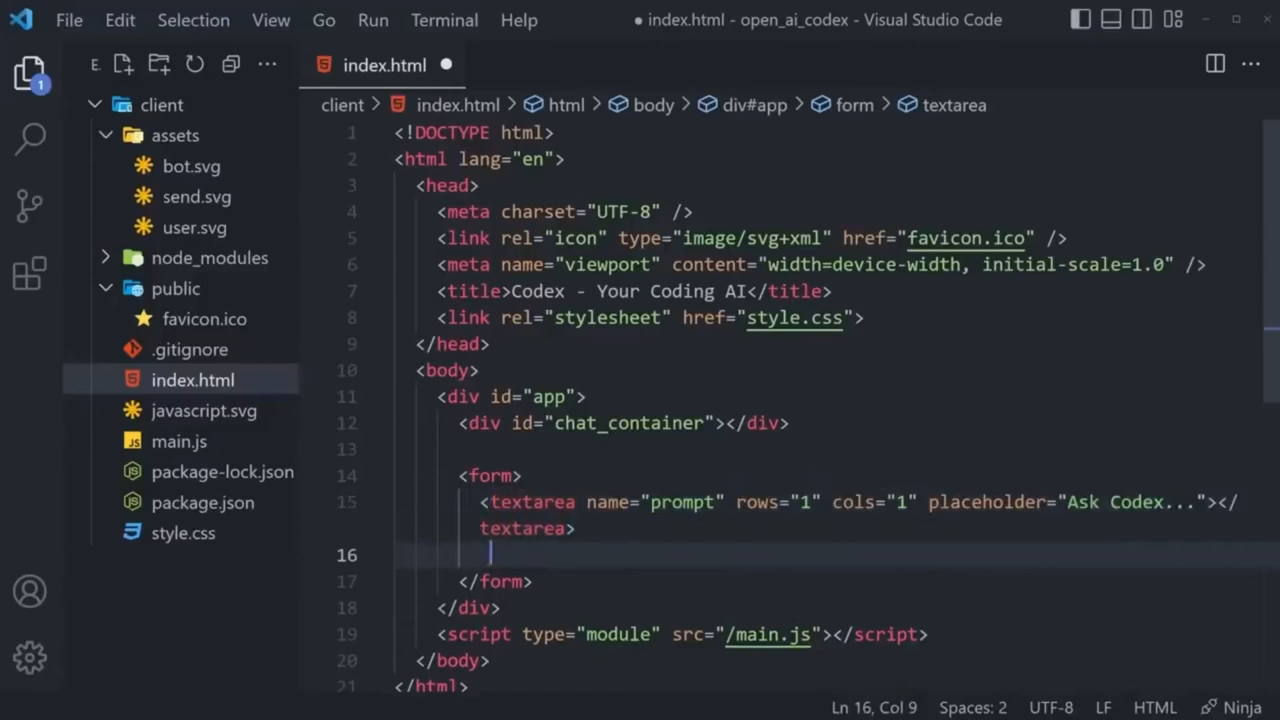 File Edit Selection View Go Run Terminal Help
● index.html - open_ai_codex - Visual Studio Code
1
E.
index.html
client
assets
bot.svg
send.svg
user.svg
node_modules
public
favicon.ico
.gitignore
index.html
javascript.svg
JS main.js
package-lock.json
package.json
style.css
client > index.html > html > body > div#app > form > textarea
1 <!DOCTYPE html>
2 <html lang="en">
3 <head>
4 <meta charset="UTF-8" />
5 <link rel="icon" type="image/svg+xml" href="favicon.ico" />
6 <meta name="viewport" content="width=device-width, initial-scale=1.0" />
7 <title>Codex - Your Coding AI</title>
8 <link rel="stylesheet" href="style.css">
9 </head>
10 <body>
11 <div id="app">
12 <div id="chat_container"></div>
13
14 <form>
15 <textarea name="prompt" rows="1" cols="1" placeholder="Ask Codex..."></
textarea>
16
17 </form>
18 </div>
19 <script type="module" src="/main.js"></script>
20 </body>
21 </html>
Ln 16, Col 9 Spaces: 2 UTF-8 LF HTML Ninja